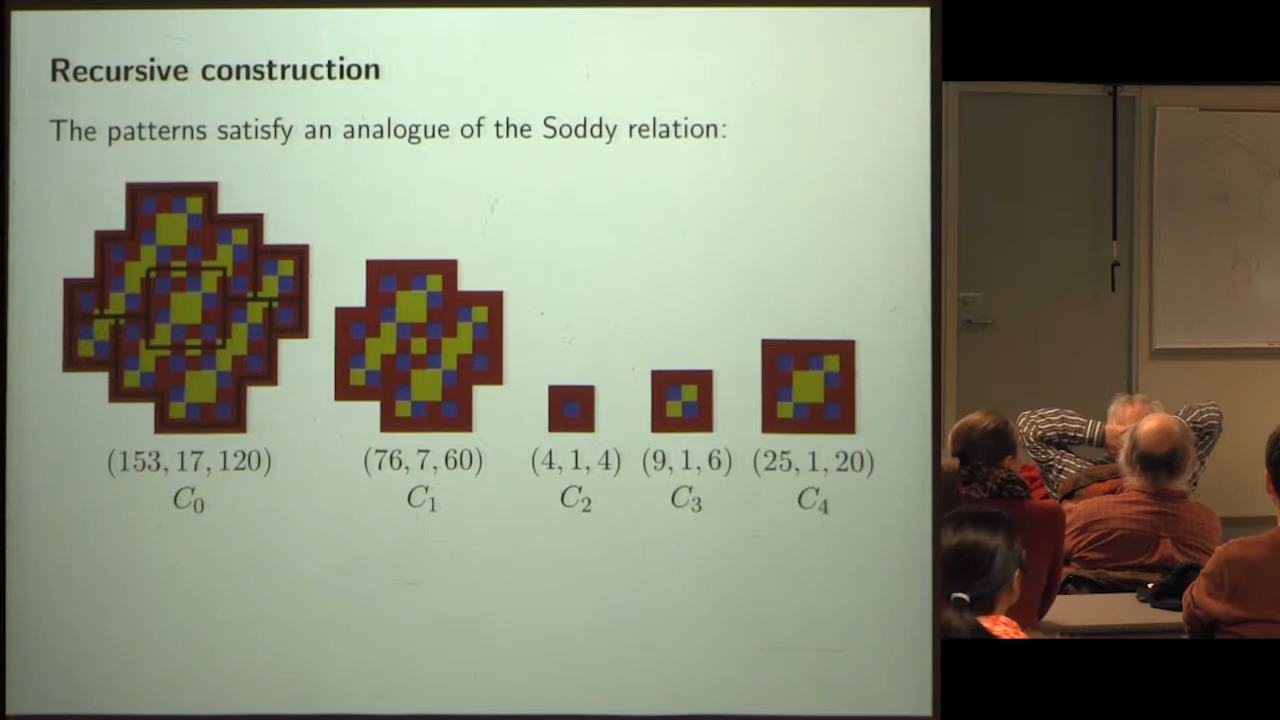 Recursive construction
The patterns satisfy an analogue of the Soddy relation:
(153, 17, 120) (76, 7, 60) (4, 1, 4) (9, 1, 6) (25, 1, 20)
C₀ C₁ C₂ C₃ C₄